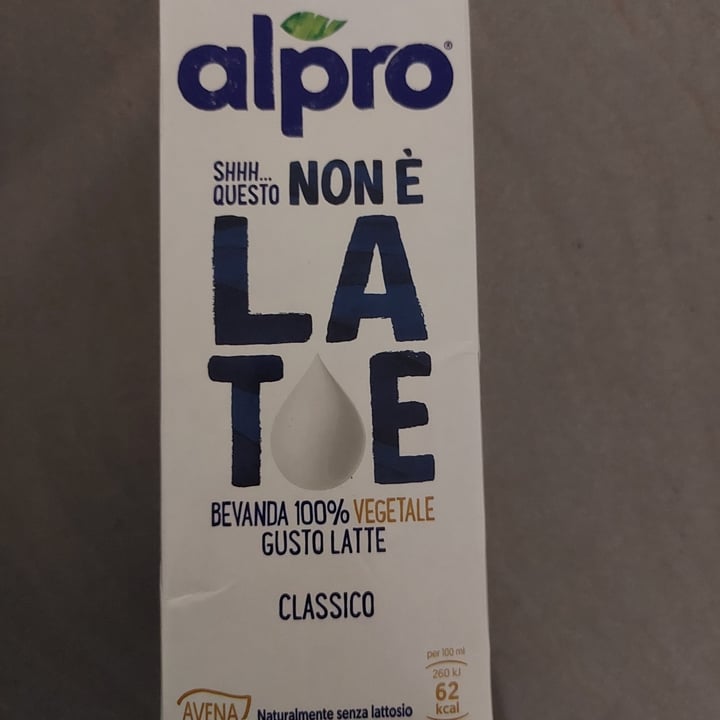 alpro®
SHHH...
QUESTO NON È
LA
TE
BEVANDA 100% VEGETALE
GUSTO LATTE
CLASSICO
per 100 ml
260 kJ
62
kcal
AVENA
Naturalmente senza lattosio